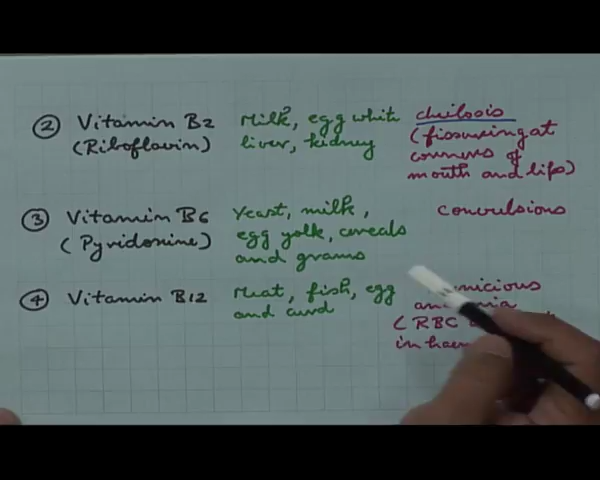 ② Vitamin B2 Milk, egg white cheilosis
(Riboflavin) liver, kidney (fissuring at
corners of
mouth and lips)
③ Vitamin B6 Yeast, milk, convulsions
(Pyridoxine) egg yolk, cereals
and grams
④ Vitamin B12 Meat, fish, egg
and curd
(RBC
in